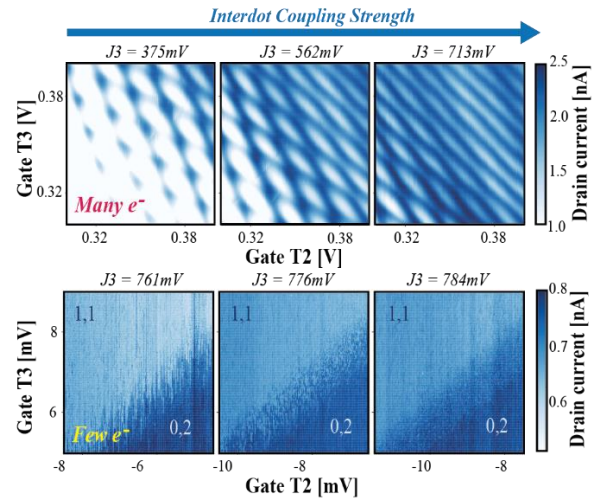 Interdot Coupling Strength
J3 = 375mV J3 = 562mV J3 = 713mV
Gate T3 [V]
0.38
0.32
Many e-
0.32 0.38 0.32 0.38 0.32 0.38
Gate T2 [V]
2.5
2.0
1.5
1.0
Drain current [nA]
J3 = 761mV J3 = 776mV J3 = 784mV
Gate T3 [mV]
8
6
1,1 1,1 1,1
0,2 0,2 0,2
Few e-
-8 -6 -10 -8 -10 -8
Gate T2 [mV]
0.8
0.7
0.6
Drain current [nA]